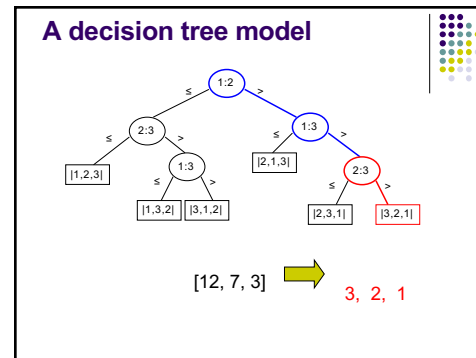 A decision tree model
1:2
≤ >
2:3 1:3
≤ > ≤ >
|1,2,3| 1:3 |2,1,3| 2:3
≤ > ≤ >
|1,3,2| |3,1,2| |2,3,1| |3,2,1|
[12, 7, 3] 3, 2, 1